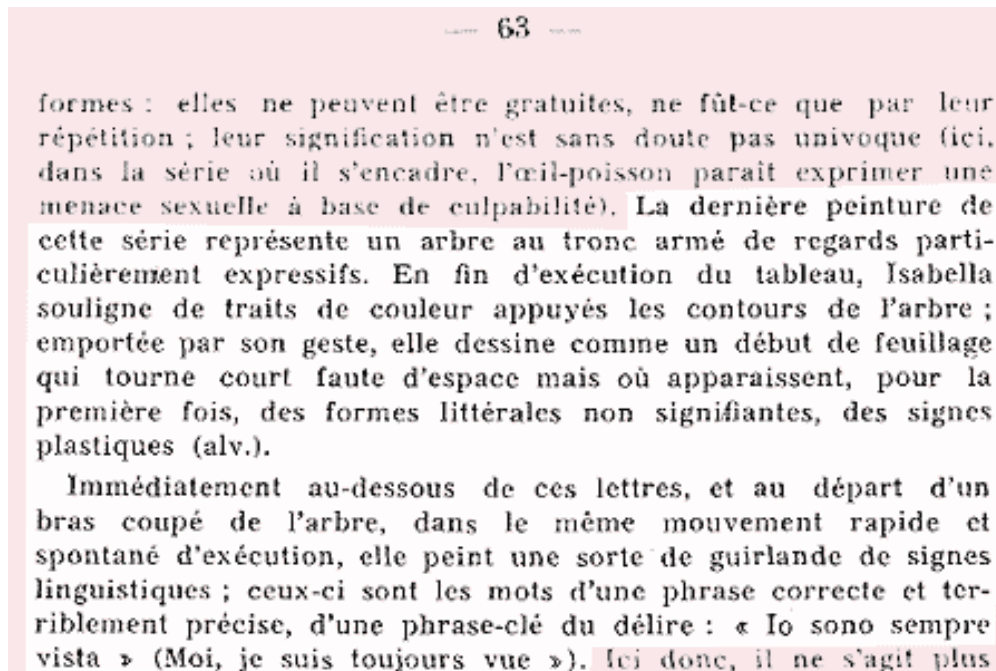 — 63 —
formes : elles ne peuvent être gratuites, ne fût-ce que par leur
répétition ; leur signification n'est sans doute pas univoque (ici,
dans la série où il s'encadre, l'œil-poisson paraît exprimer une
menace sexuelle à base de culpabilité). La dernière peinture de
cette série représente un arbre au tronc armé de regards parti-
culièrement expressifs. En fin d'exécution du tableau, Isabella
souligne de traits de couleur appuyés les contours de l'arbre ;
emportée par son geste, elle dessine comme un début de feuillage
qui tourne court faute d'espace mais où apparaissent, pour la
première fois, des formes littérales non signifiantes, des signes
plastiques (alv.).
Immédiatement au-dessous de ces lettres, et au départ d'un
bras coupé de l'arbre, dans le même mouvement rapide et
spontané d'exécution, elle peint une sorte de guirlande de signes
linguistiques ; ceux-ci sont les mots d'une phrase correcte et ter-
riblement précise, d'une phrase-clé du délire : « Io sono sempre
vista » (Moi, je suis toujours vue »). Ici donc, il ne s'agit plus